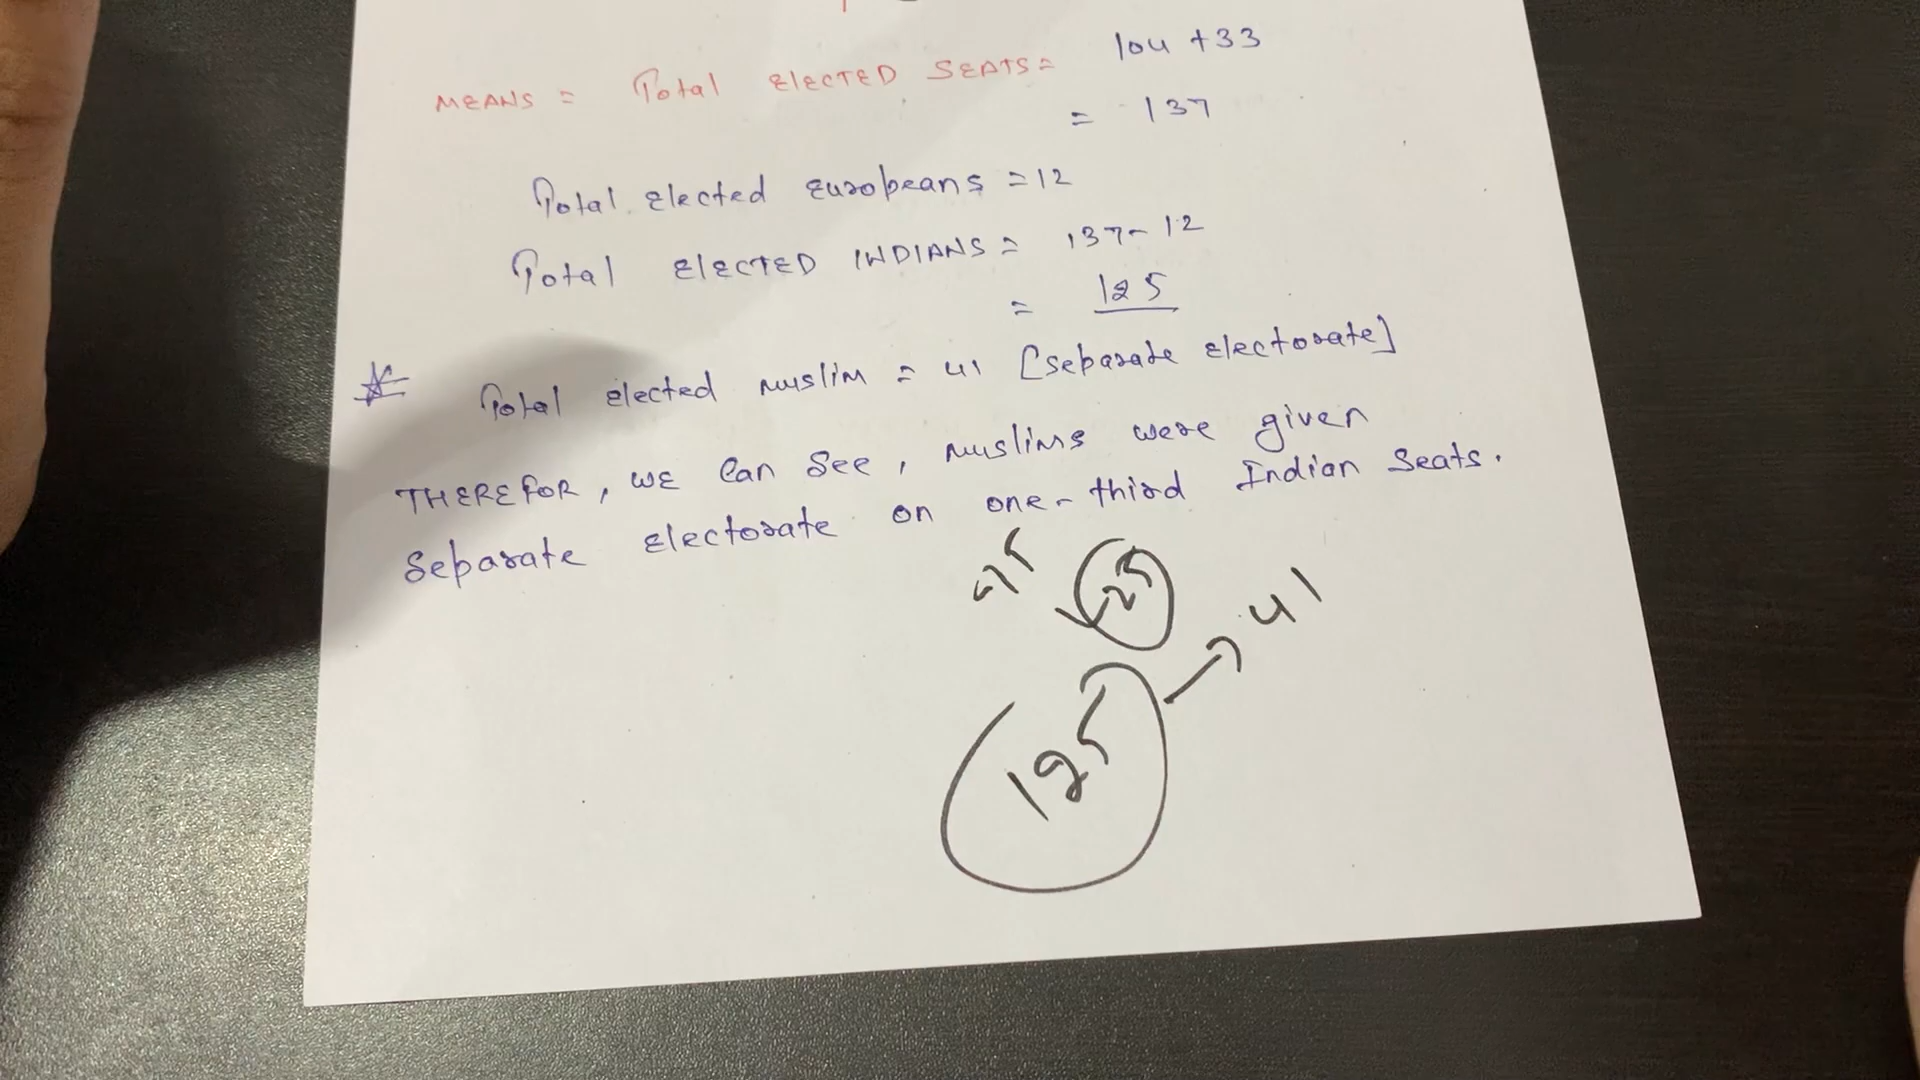 MEANS = Total ElECTED SEATS = 104 + 33
= 137
Total Elected Europeans = 12
Total ElECTED INDIANS = 137 - 12
= 125
Total elected muslim = 41 [separate electorate]
THEREFOR, WE Can See, muslims were given
Separate Electorate on one-third Indian Seats.
25
41
125